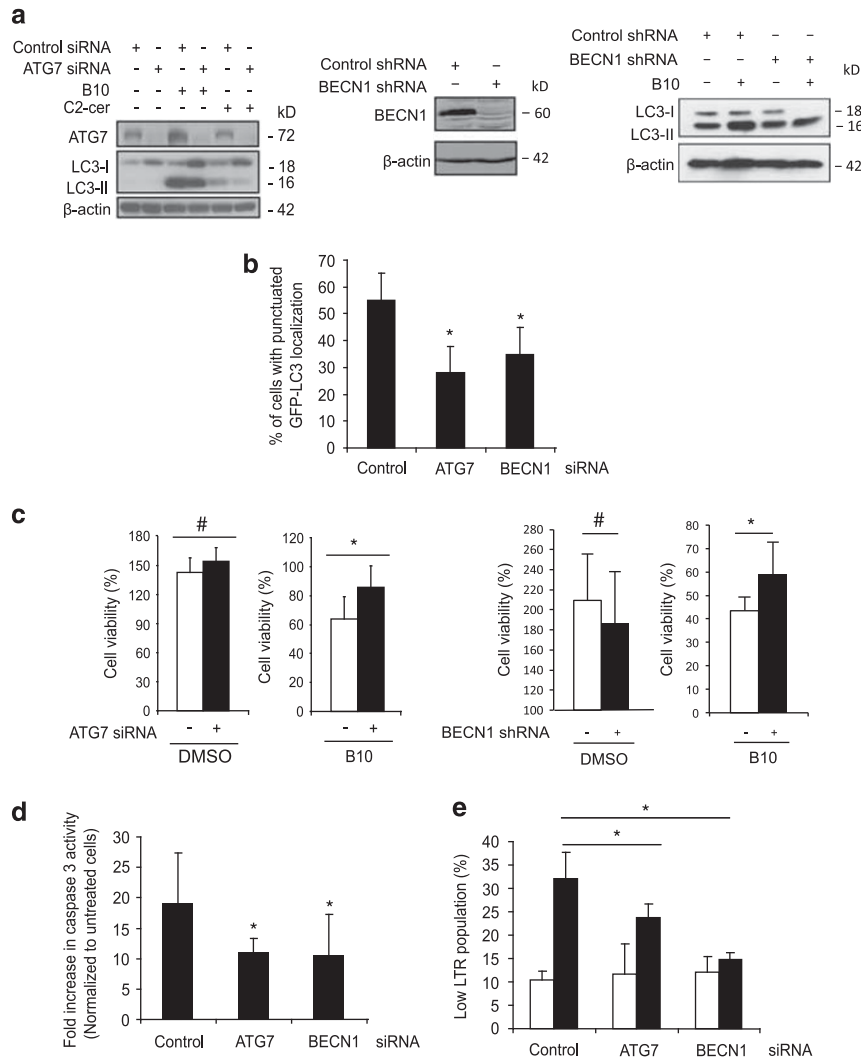 a
Control siRNA + - + - + -
ATG7 siRNA - + - + - +
B10 + +
C2-cer + + kD
ATG7 - 72
LC3-I - 18
LC3-II - 16
β-actin - 42
Control shRNA + -
BECN1 shRNA - + kD
BECN1 - 60
β-actin - 42
Control shRNA + + - -
BECN1 shRNA - - + + kD
B10 - + - +
LC3-I - 18
LC3-II - 16
β-actin - 42
b
% of cells with punctuated
GFP-LC3 localization
70
60
50
40
30
20
10
0
* *
Control ATG7 BECN1 siRNA
c
Cell viability (%)
180
150
120
90
60
30
0
#
ATG7 siRNA - +
DMSO
Cell viability (%)
120
100
80
60
40
20
0
*
- +
B10
Cell viability (%)
280
260
240
220
200
180
160
140
120
100
#
BECN1 shRNA - +
DMSO
Cell viability (%)
80
70
60
50
40
30
20
10
0
*
- +
B10
d
Fold increase in caspase 3 activity
(Normalized to untreated cells)
30
25
20
15
10
5
0
* *
Control ATG7 BECN1 siRNA
e
Low LTR population (%)
40
35
30
25
20
15
10
5
0
*
*
Control ATG7 BECN1 siRNA